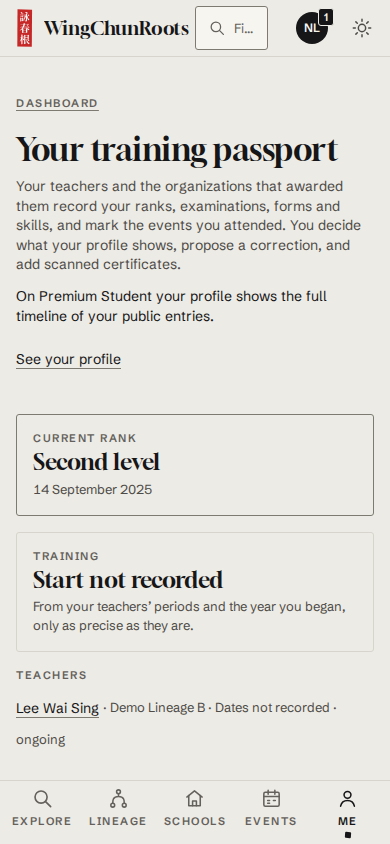 詠春根
WingChunRoots
Fi...
NL
1
DASHBOARD
Your training passport
Your teachers and the organizations that awarded
them record your ranks, examinations, forms and
skills, and mark the events you attended. You decide
what your profile shows, propose a correction, and
add scanned certificates.
On Premium Student your profile shows the full
timeline of your public entries.
See your profile
CURRENT RANK
Second level
14 September 2025
TRAINING
Start not recorded
From your teachers’ periods and the year you began,
only as precise as they are.
TEACHERS
Lee Wai Sing · Demo Lineage B · Dates not recorded ·
ongoing
EXPLORE
LINEAGE
SCHOOLS
EVENTS
ME